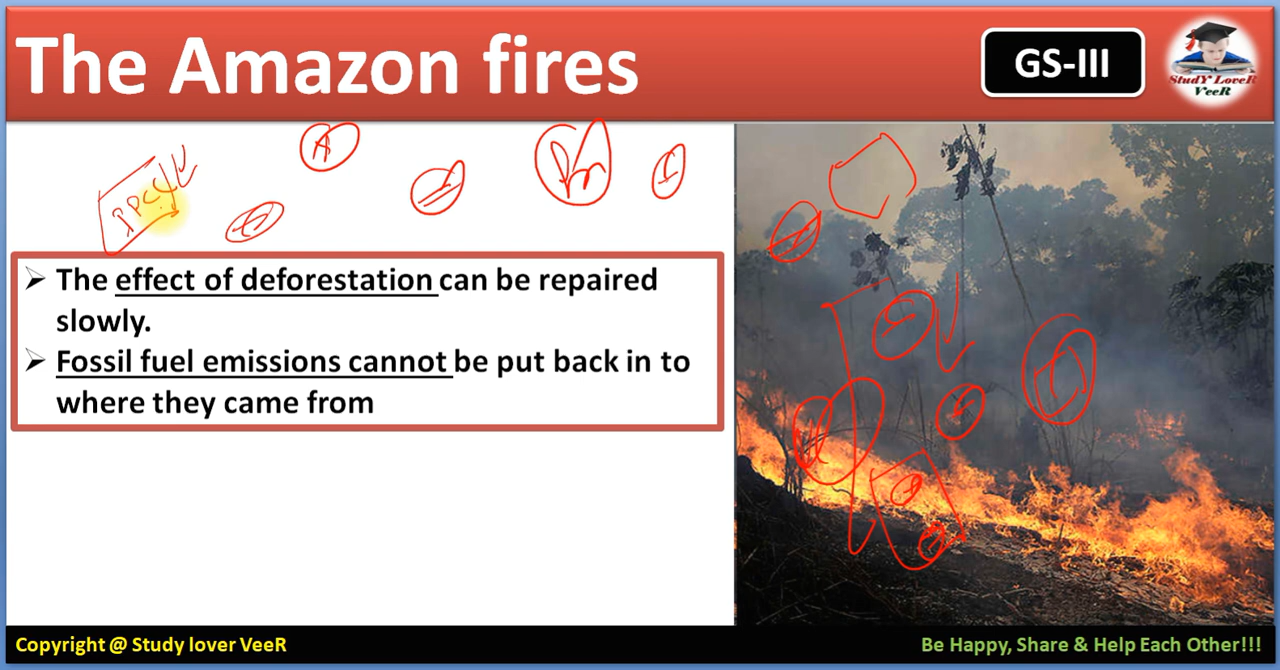 The Amazon fires
GS-III
StudY LoveR
VeeR
➢ The effect of deforestation can be repaired
slowly.
➢ Fossil fuel emissions cannot be put back in to
where they came from
Copyright @ Study lover VeeR
Be Happy, Share & Help Each Other!!!